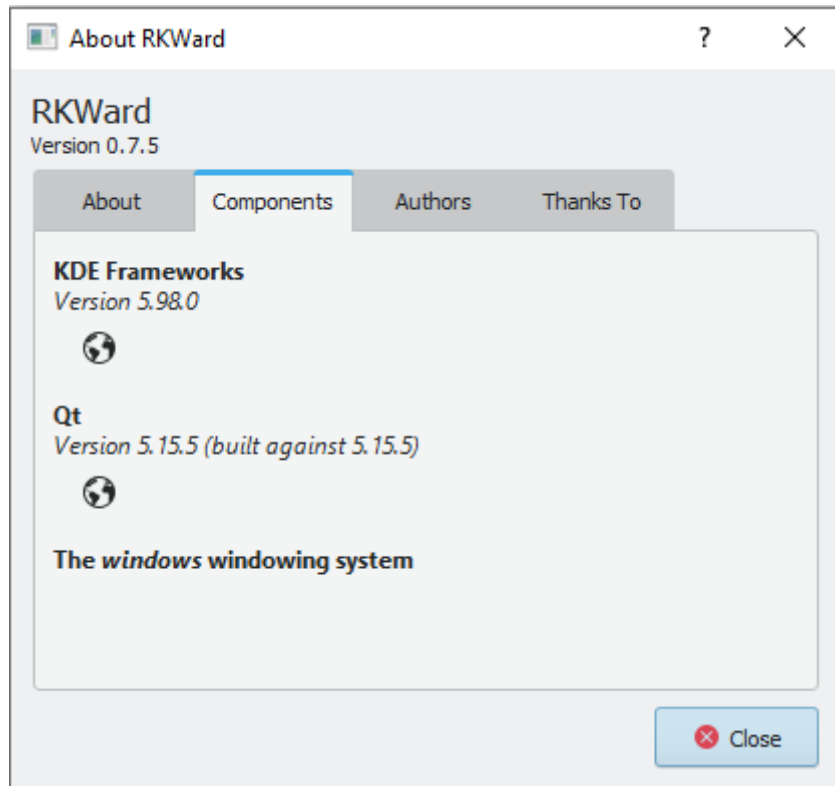 About RKWard
?
RKWard
Version 0.7.5
About Components Authors Thanks To
KDE Frameworks
Version 5.98.0
Qt
Version 5.15.5 (built against 5.15.5)
The windows windowing system
Close